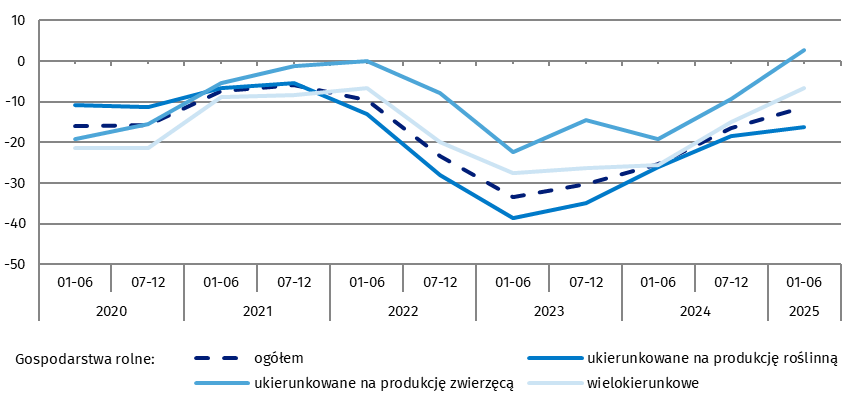 10
0
-10
-20
-30
-40
-50
01-06 07-12 01-06 07-12 01-06 07-12 01-06 07-12 01-06 07-12 01-06
2020 2021 2022 2023 2024 2025
Gospodarstwa rolne: ogółem ukierunkowane na produkcję roślinną
ukierunkowane na produkcję zwierzęcą wielokierunkowe